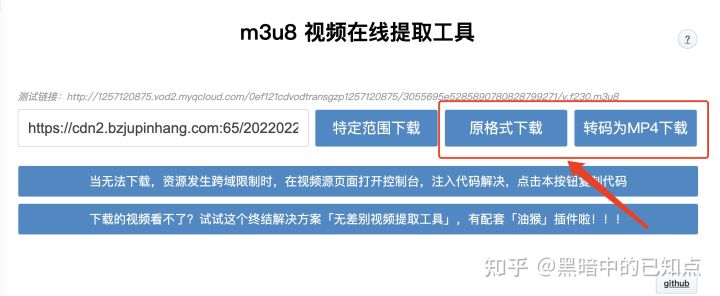 m3u8 视频在线提取工具
?
测试链接：http://1257120875.vod2.myqcloud.com/0ef121cdvodtransgzp1257120875/3055695e5285890780828799271/v.f230.m3u8
https://cdn2.bzjupinhang.com:65/2022022
特定范围下载
原格式下载
转码为MP4下载
当无法下载，资源发生跨域限制时，在视频源页面打开控制台，注入代码解决，点击本按钮复制代码
下载的视频看不了？试试这个终结解决方案「无差别视频提取工具」，有配套「油猴」插件啦！！！
知乎 @黑暗中的已知点
github